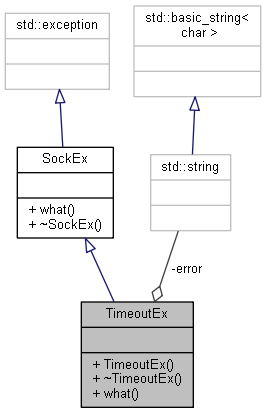 std::exception
std::basic_string<
char >
SockEx
+ what()
+ ~SockEx()
std::string
-error
TimeoutEx
+ TimeoutEx()
+ ~TimeoutEx()
+ what()